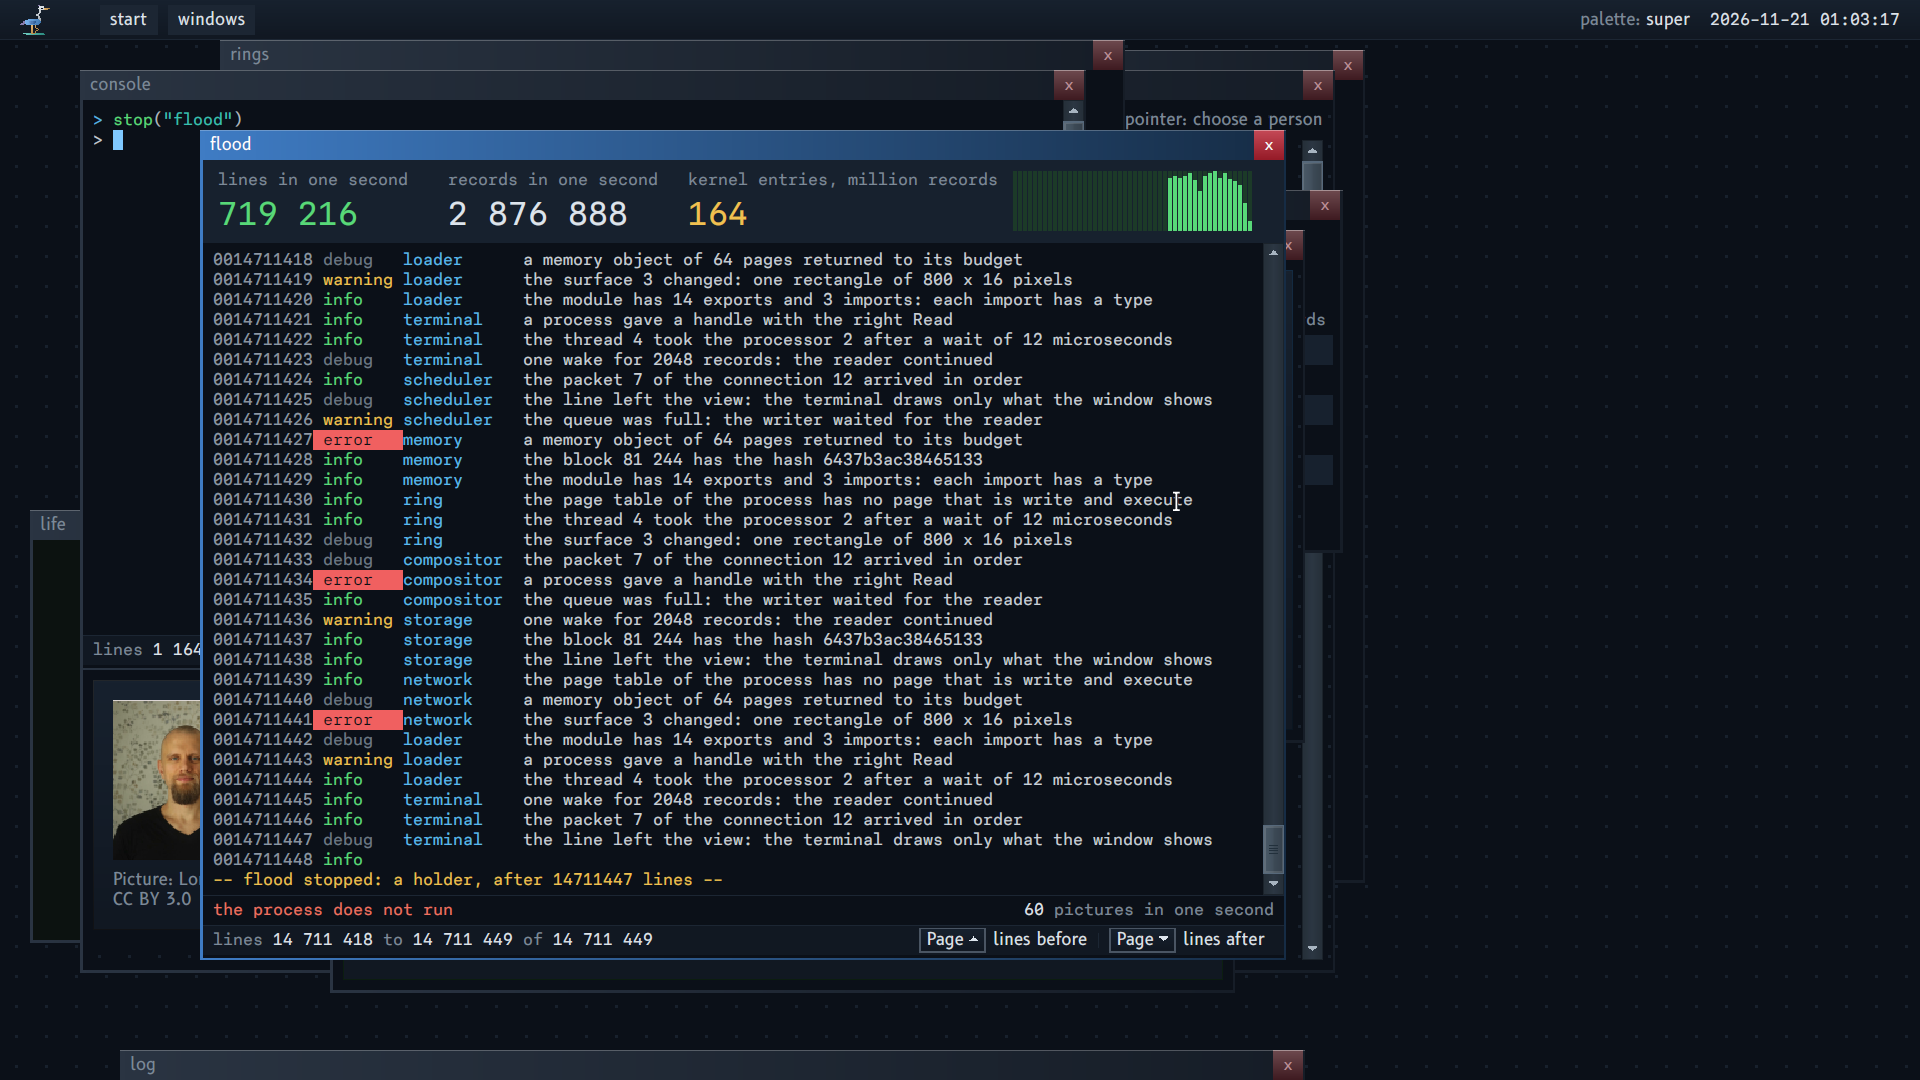 start windows palette: super 2026-11-21 01:03:17
rings x
x
console x
x
> stop("flood")
pointer: choose a person
>
flood x
lines in one second records in one second kernel entries, million records
719 216 2 876 888 164
x
x
0014711418 debug loader a memory object of 64 pages returned to its budget
0014711419 warning loader the surface 3 changed: one rectangle of 800 x 16 pixels
0014711420 info loader the module has 14 exports and 3 imports: each import has a type
0014711421 info terminal a process gave a handle with the right Read
ds
0014711422 info terminal the thread 4 took the processor 2 after a wait of 12 microseconds
0014711423 debug terminal one wake for 2048 records: the reader continued
0014711424 info scheduler the packet 7 of the connection 12 arrived in order
0014711425 debug scheduler the line left the view: the terminal draws only what the window shows
0014711426 warning scheduler the queue was full: the writer waited for the reader
0014711427 error memory a memory object of 64 pages returned to its budget
0014711428 info memory the block 81 244 has the hash 6437b3ac38465133
0014711429 info memory the module has 14 exports and 3 imports: each import has a type
0014711430 info ring the page table of the process has no page that is write and execute
0014711431 info ring the thread 4 took the processor 2 after a wait of 12 microseconds
life
0014711432 debug ring the surface 3 changed: one rectangle of 800 x 16 pixels
0014711433 debug compositor the packet 7 of the connection 12 arrived in order
0014711434 error compositor a process gave a handle with the right Read
0014711435 info compositor the queue was full: the writer waited for the reader
0014711436 warning storage one wake for 2048 records: the reader continued
0014711437 info storage the block 81 244 has the hash 6437b3ac38465133
lines 1 164
0014711438 info storage the line left the view: the terminal draws only what the window shows
0014711439 info network the page table of the process has no page that is write and execute
0014711440 debug network a memory object of 64 pages returned to its budget
0014711441 error network the surface 3 changed: one rectangle of 800 x 16 pixels
0014711442 debug loader the module has 14 exports and 3 imports: each import has a type
0014711443 warning loader a process gave a handle with the right Read
0014711444 info loader the thread 4 took the processor 2 after a wait of 12 microseconds
0014711445 info terminal one wake for 2048 records: the reader continued
0014711446 info terminal the packet 7 of the connection 12 arrived in order
0014711447 debug terminal the line left the view: the terminal draws only what the window shows
0014711448 info
-- flood stopped: a holder, after 14711447 lines --
Picture: Lo
CC BY 3.0
the process does not run 60 pictures in one second
lines 14 711 418 to 14 711 449 of 14 711 449 Page lines before Page lines after
log x